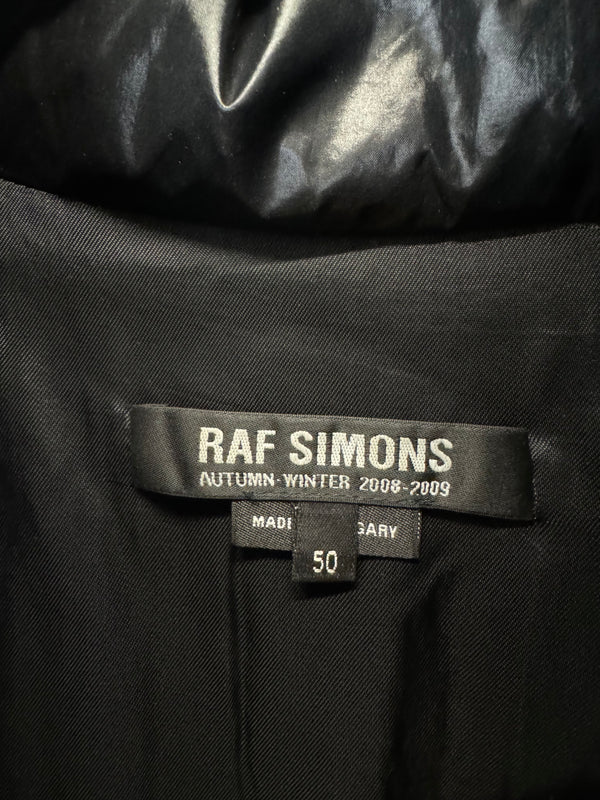 RAF SIMONS
AUTUMN-WINTER 2008-2009
MADE GARY
50